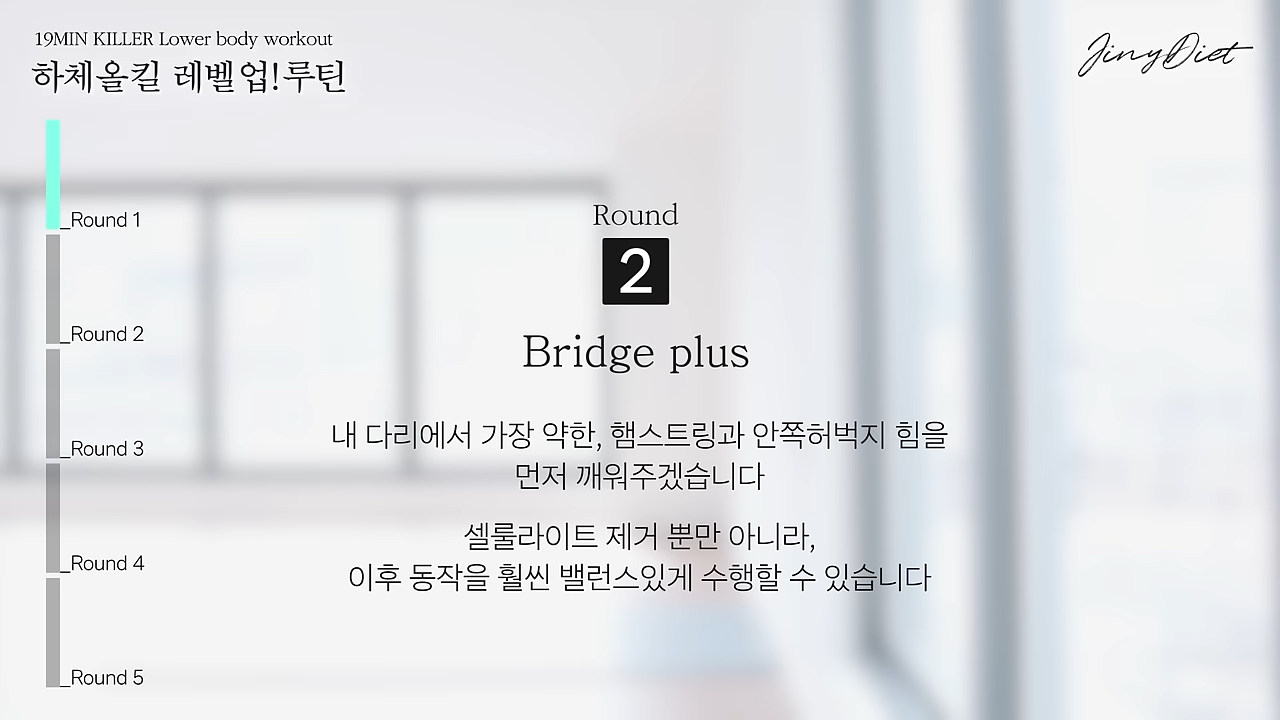 19MIN KILLER Lower body workout
하체올킬 레벨업!루틴
JinyDiet
_Round 1
_Round 2
_Round 3
_Round 4
_Round 5
Round
2
Bridge plus
내 다리에서 가장 약한, 햄스트링과 안쪽허벅지 힘을
먼저 깨워주겠습니다
셀룰라이트 제거 뿐만 아니라,
이후 동작을 훨씬 밸런스있게 수행할 수 있습니다